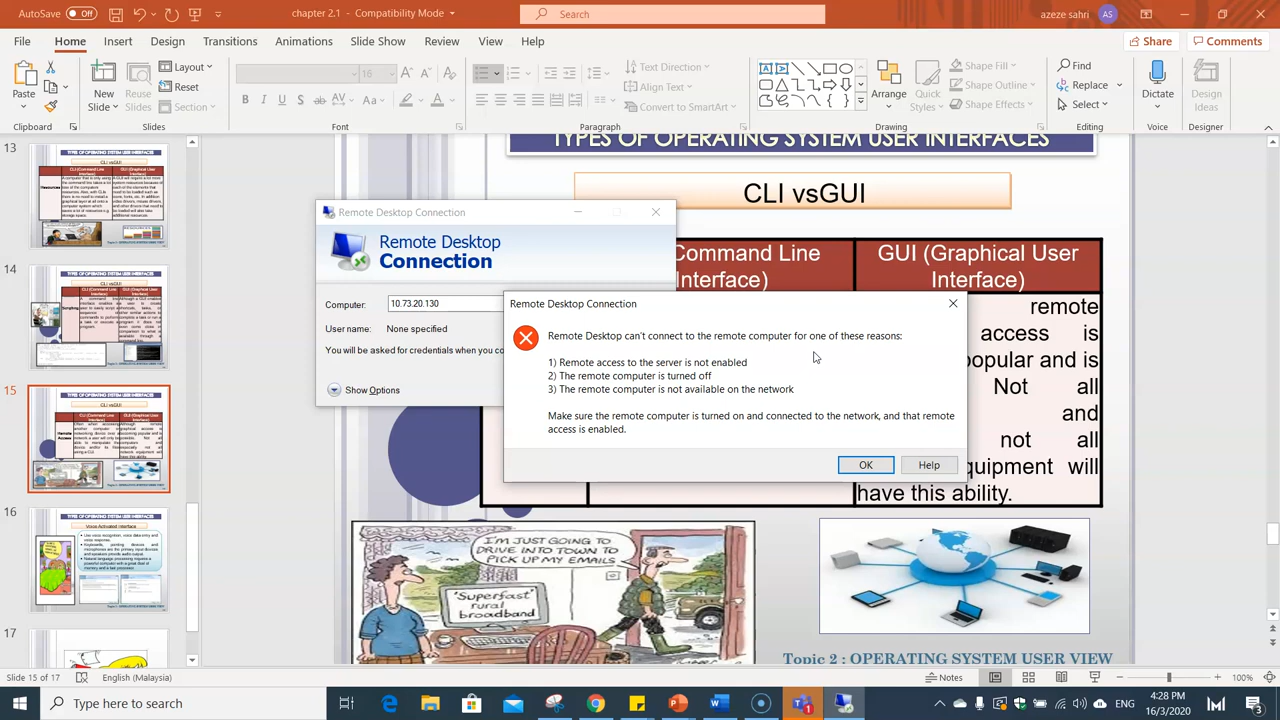 AutoSave Off
chapter 2.1 - Compatibility Mode
Search
azeze sahri AS
File Home Insert Design Transitions Animations Slide Show Review View Help
Share Comments
Paste
New Slide
Reuse Slides
Layout
Reset
Section
16
Text Direction
Align Text
Convert to SmartArt
Arrange
Quick Styles
Shape Fill
Shape Outline
Shape Effects
Find
Replace
Select
Dictate
Design Ideas
Clipboard Slides Font Paragraph Drawing Editing Voice Designer
13
14
15
16
17
TYPES OF OPERATING SYSTEM USER INTERFACES
CLI vsGUI
Command Line
Interface)
GUI (Graphical User
Interface)
remote
access is
popular and is
Not all
and
not all
equipment will
have this ability.
Remote Desktop Connection
Remote Desktop
Connection
Computer: 10.73.20.130
User name: None specified
You will be asked for credentials when you co
Show Options
Remote Desktop Connection
Remote Desktop can't connect to the remote computer for one of these reasons:
1) Remote access to the server is not enabled
2) The remote computer is turned off
3) The remote computer is not available on the network
Make sure the remote computer is turned on and connected to the network, and that remote
access is enabled.
OK Help
I'M JUST GOING TO
DRIVE INTO TOWN TO
PICK UP MY EMAILS
"Superfast"
rural
broadband
Topic 2 : OPERATING SYSTEM USER VIEW
Slide 15 of 17 English (Malaysia) Notes 100%
Type here to search
ENG
4:28 PM
16/3/2020
3